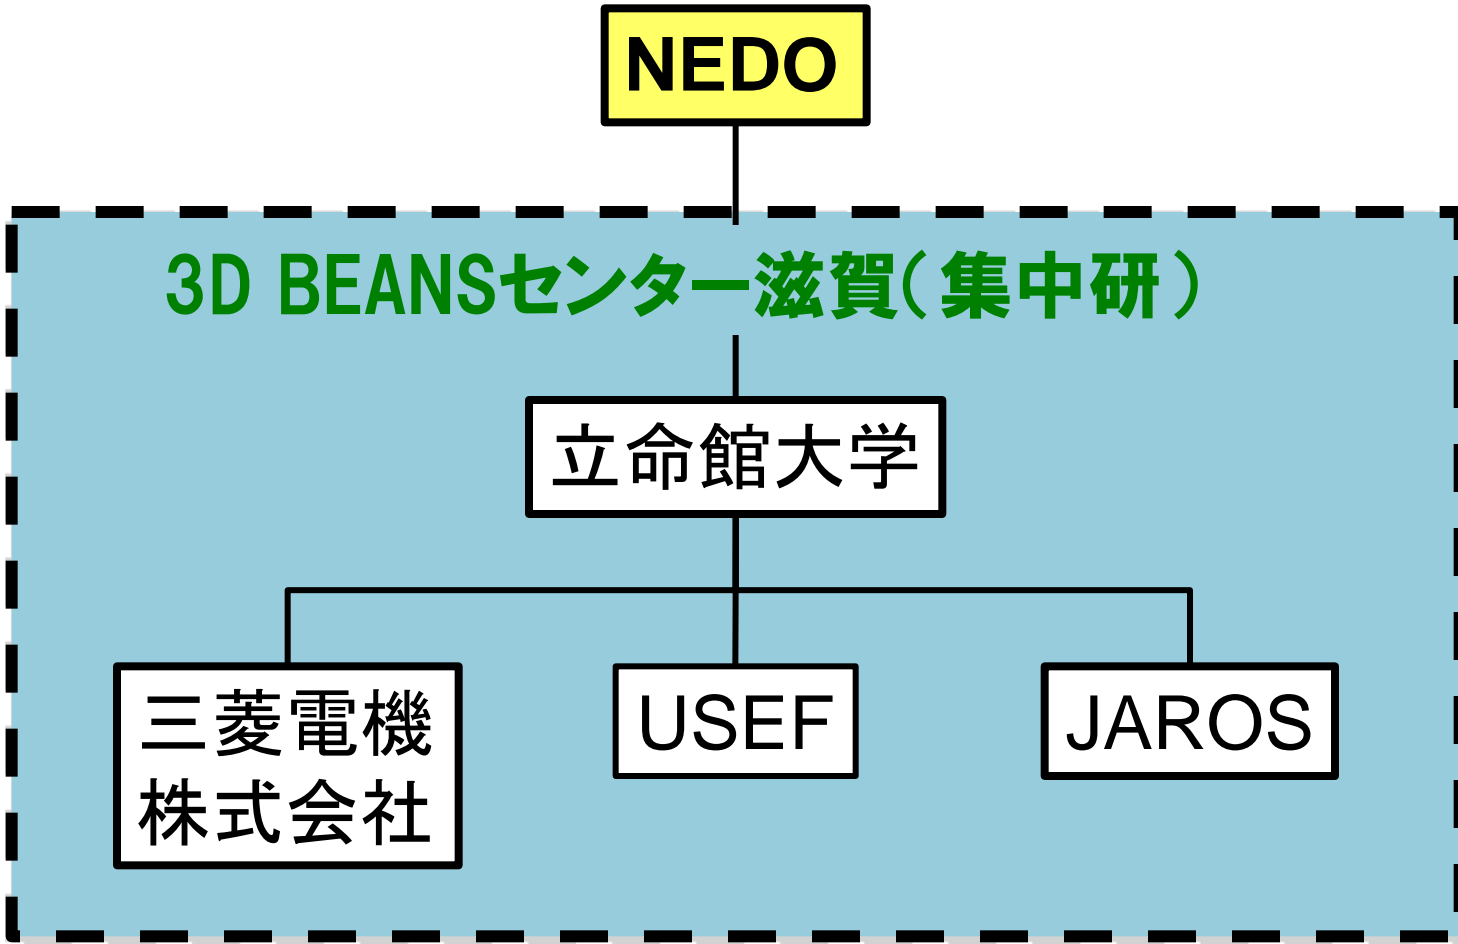 NEDO
3D BEANSセンター滋賀（集中研）
立命館大学
三菱電機
株式会社
USEF
JAROS